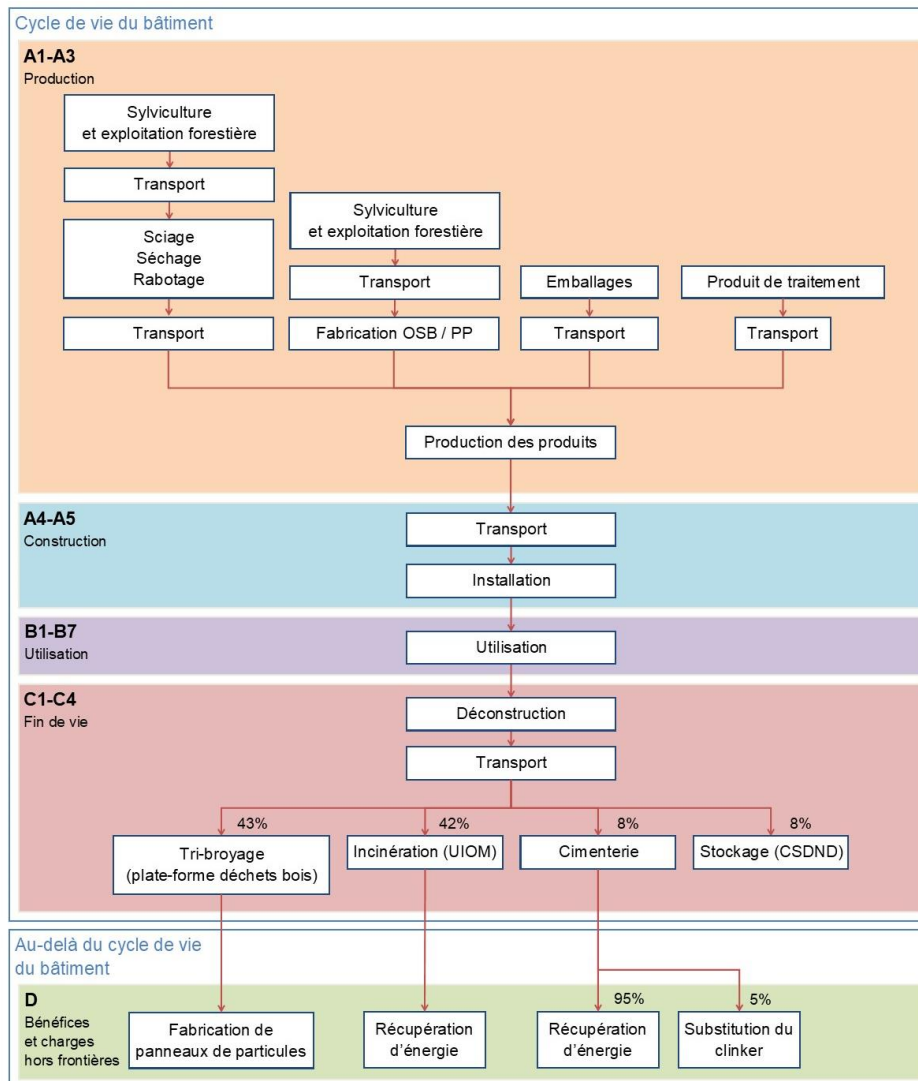 Cycle de vie du bâtiment
A1-A3
Production
Sylviculture
et exploitation forestière
Transport
Sciage
Séchage
Rabotage
Transport
Sylviculture
et exploitation forestière
Transport
Fabrication OSB / PP
Emballages
Transport
Produit de traitement
Transport
Production des produits
A4-A5
Construction
Transport
Installation
B1-B7
Utilisation
Utilisation
C1-C4
Fin de vie
Déconstruction
Transport
43%
Tri-broyage
(plate-forme déchets bois)
42%
Incinération (UIOM)
8%
Cimenterie
8%
Stockage (CSDND)
Au-delà du cycle de vie
du bâtiment
D
Bénéfices
et charges
hors frontières
Fabrication de
panneaux de particules
Récupération
d'énergie
95%
Récupération
d'énergie
5%
Substitution du
clinker